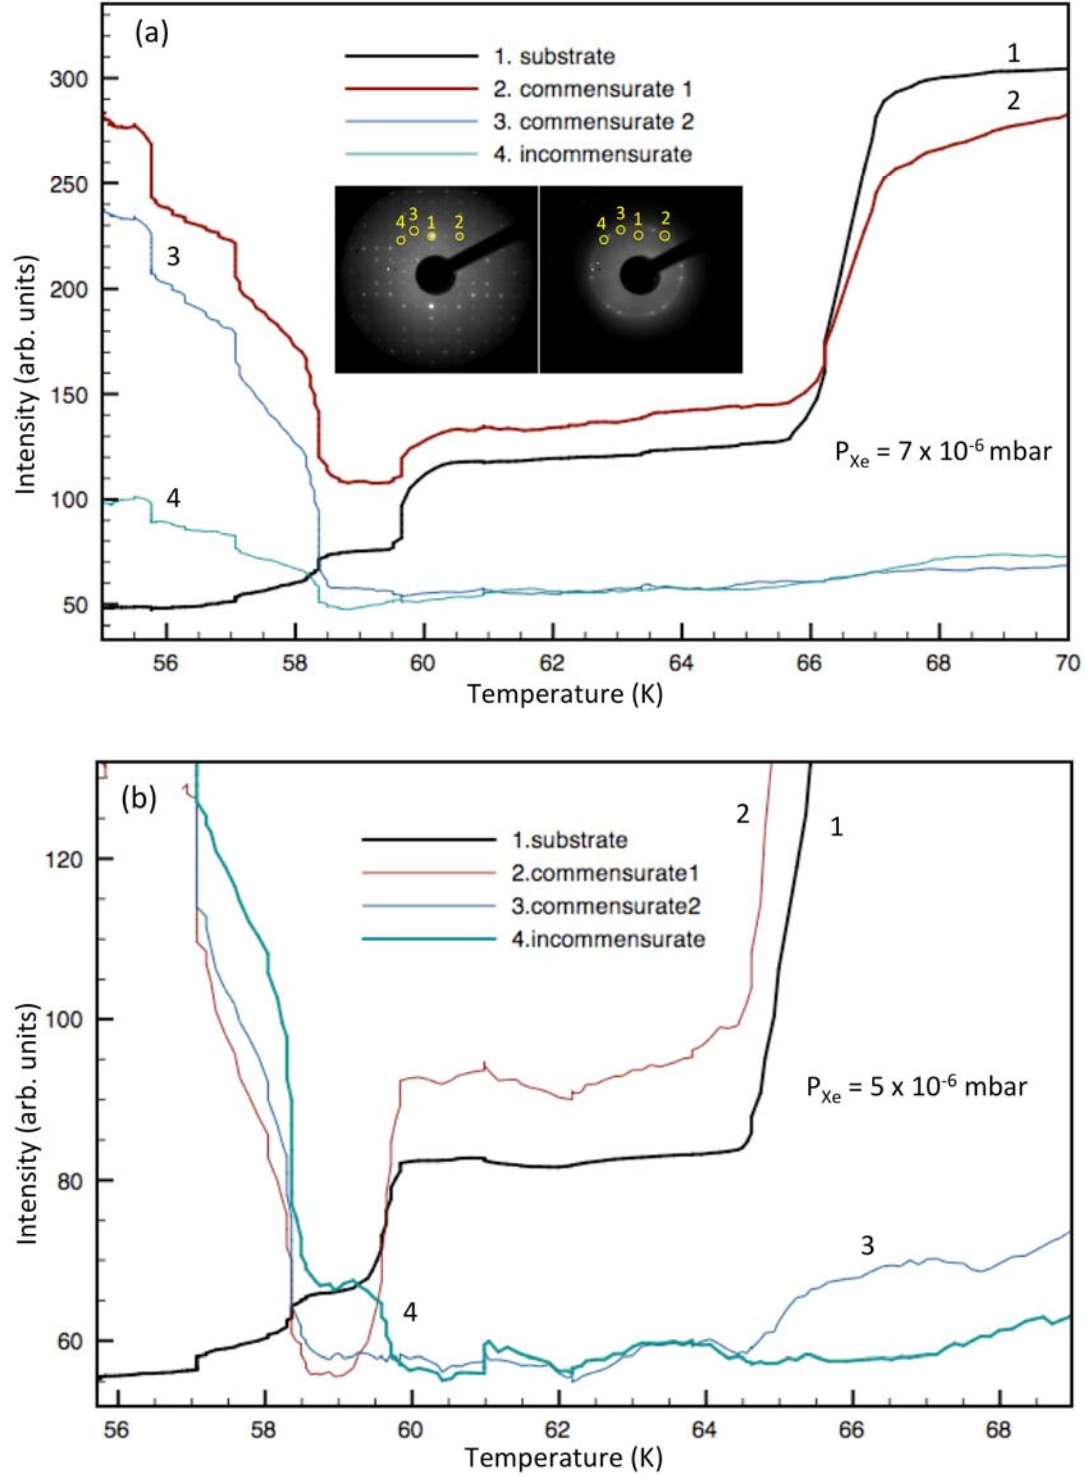 (a)
1. substrate
2. commensurate 1
3. commensurate 2
4. incommensurate
1
2
3
4
4 3 1 2
4 3 1 2
P_Xe = 7 x 10⁻⁶ mbar
Intensity (arb. units)
300
250
200
150
100
50
56 58 60 62 64 66 68 70
Temperature (K)
(b)
1.substrate
2.commensurate1
3.commensurate2
4.incommensurate
2
1
3
4
P_Xe = 5 x 10⁻⁶ mbar
Intensity (arb. units)
120
100
80
60
56 58 60 62 64 66 68
Temperature (K)